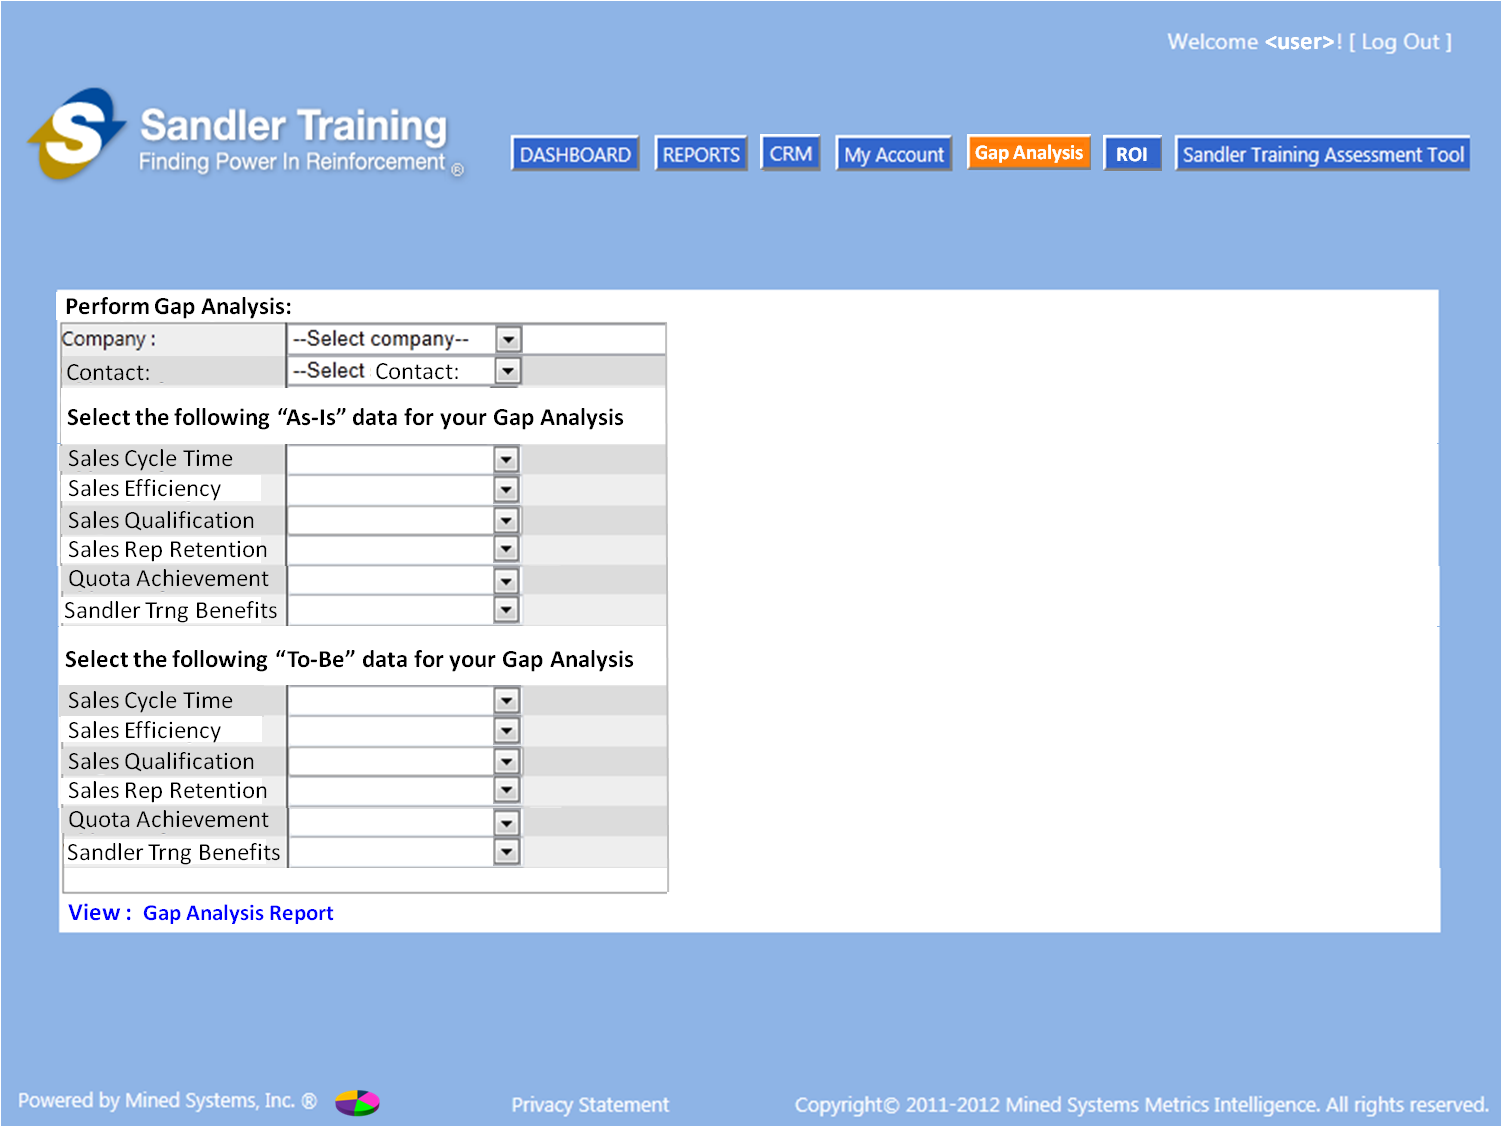 Welcome <user>! [ Log Out ]
Sandler Training
Finding Power In Reinforcement ®
DASHBOARD REPORTS CRM My Account Gap Analysis ROI Sandler Training Assessment Tool
Perform Gap Analysis:
Company : --Select company--
Contact: --Select Contact:
Select the following “As-Is” data for your Gap Analysis
Sales Cycle Time
Sales Efficiency
Sales Qualification
Sales Rep Retention
Quota Achievement
Sandler Trng Benefits
Select the following “To-Be” data for your Gap Analysis
Sales Cycle Time
Sales Efficiency
Sales Qualification
Sales Rep Retention
Quota Achievement
Sandler Trng Benefits
View : Gap Analysis Report
Powered by Mined Systems, Inc. ® Privacy Statement Copyright© 2011-2012 Mined Systems Metrics Intelligence. All rights reserved.